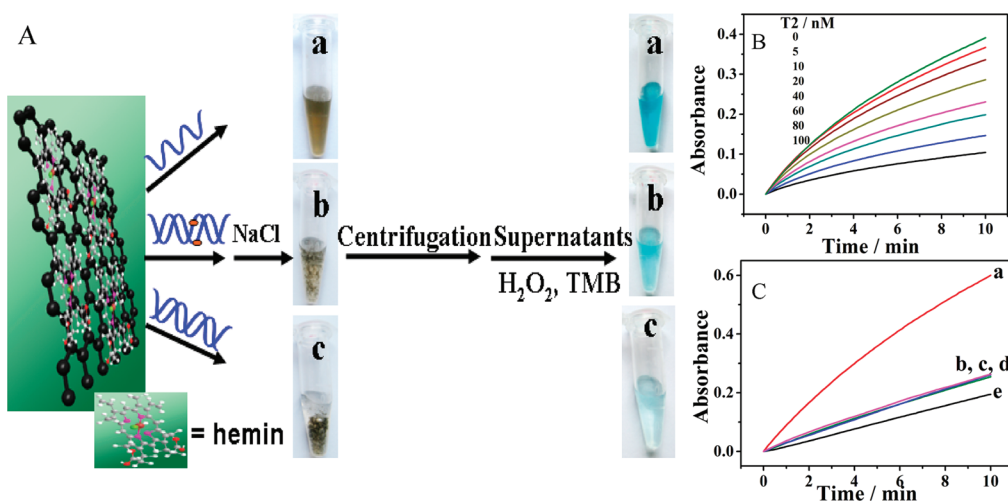 A
a
b
c
NaCl
Centrifugation
Supernatants
H₂O₂, TMB
= hemin
a
b
c
B
T2 / nM
0
5
10
20
40
60
80
100
0.4
0.3
0.2
0.1
0.0
Absorbance
0 2 4 6 8 10
Time / min
C
a
b, c, d
e
0.6
0.4
0.2
0.0
Absorbance
0 2 4 6 8 10
Time / min